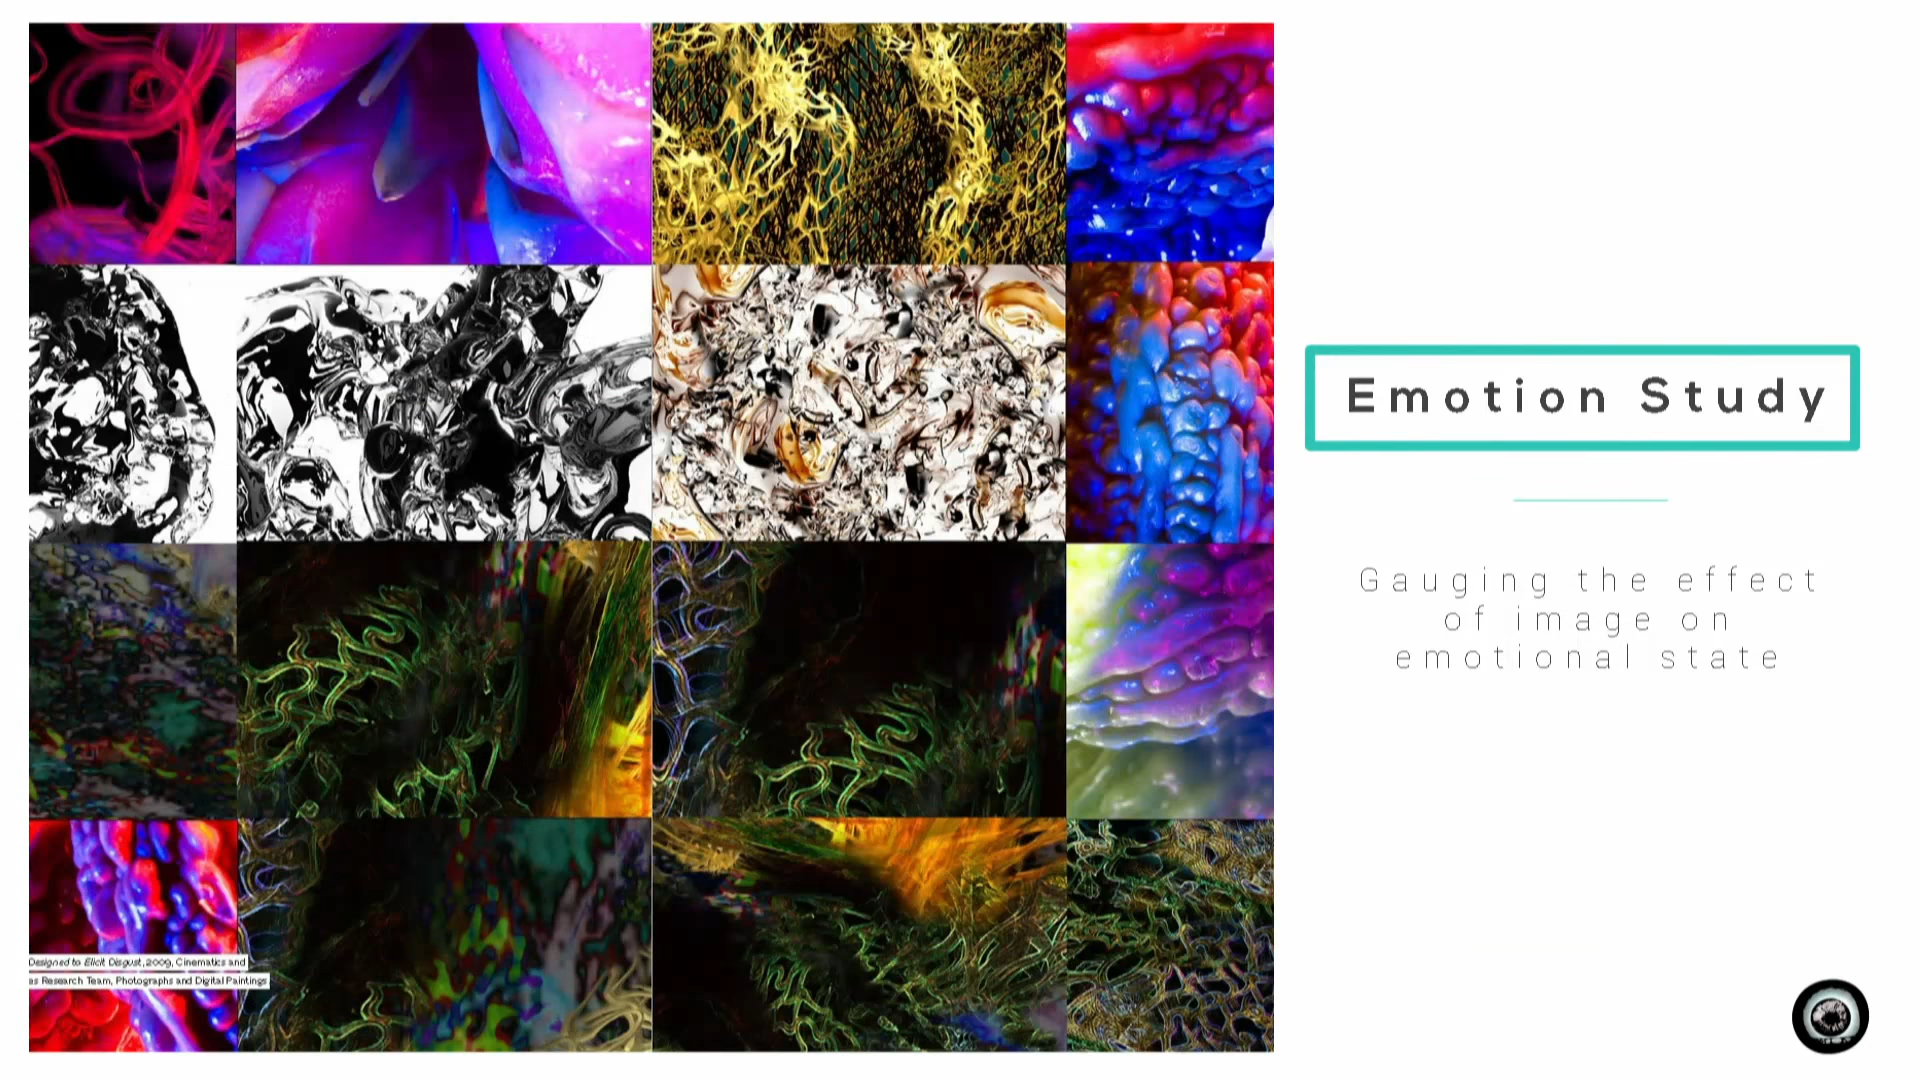 Emotion Study
Gauging the effect
of image on
emotional state
Designed to Elicit Disgust, 2009, Cinematics and
es Research Team, Photographs and Digital Paintings